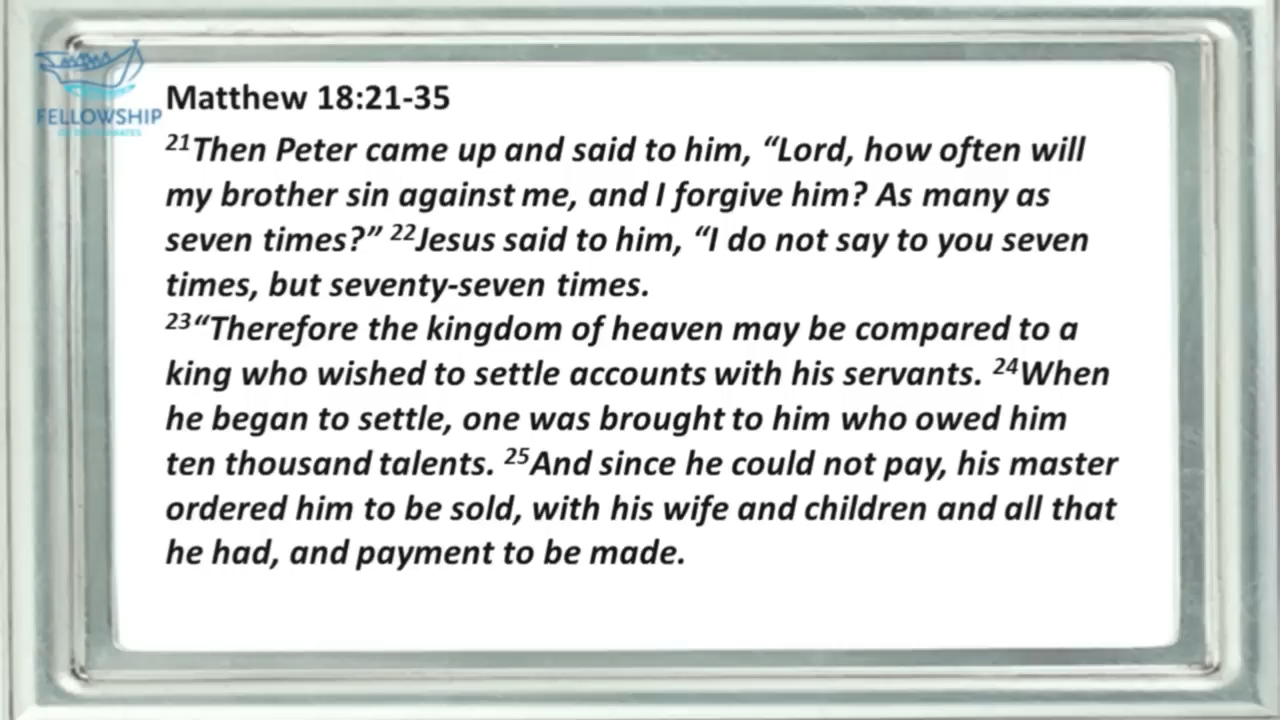 FELLOWSHIP
OF THE EMIRATES
Matthew 18:21-35
21Then Peter came up and said to him, “Lord, how often will
my brother sin against me, and I forgive him? As many as
seven times?” 22Jesus said to him, “I do not say to you seven
times, but seventy-seven times.
23“Therefore the kingdom of heaven may be compared to a
king who wished to settle accounts with his servants. 24When
he began to settle, one was brought to him who owed him
ten thousand talents. 25And since he could not pay, his master
ordered him to be sold, with his wife and children and all that
he had, and payment to be made.